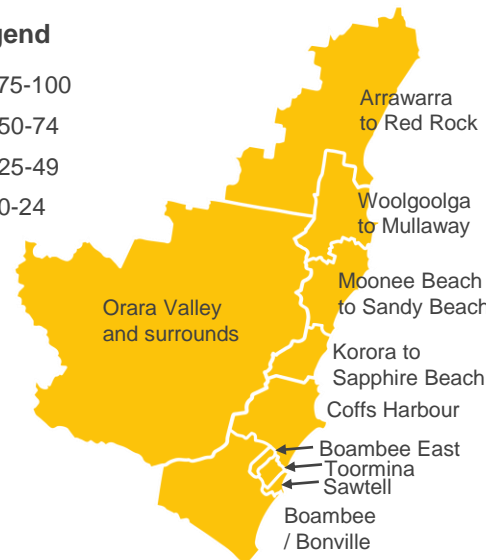 gend
75-100
50-74
25-49
0-24
Arrawarra
to Red Rock
Woolgoolga
to Mullaway
Moonee Beach
to Sandy Beach
Orara Valley
and surrounds
Korora to
Sapphire Beach
Coffs Harbour
Boambee East
Toormina
Sawtell
Boambee
/ Bonville